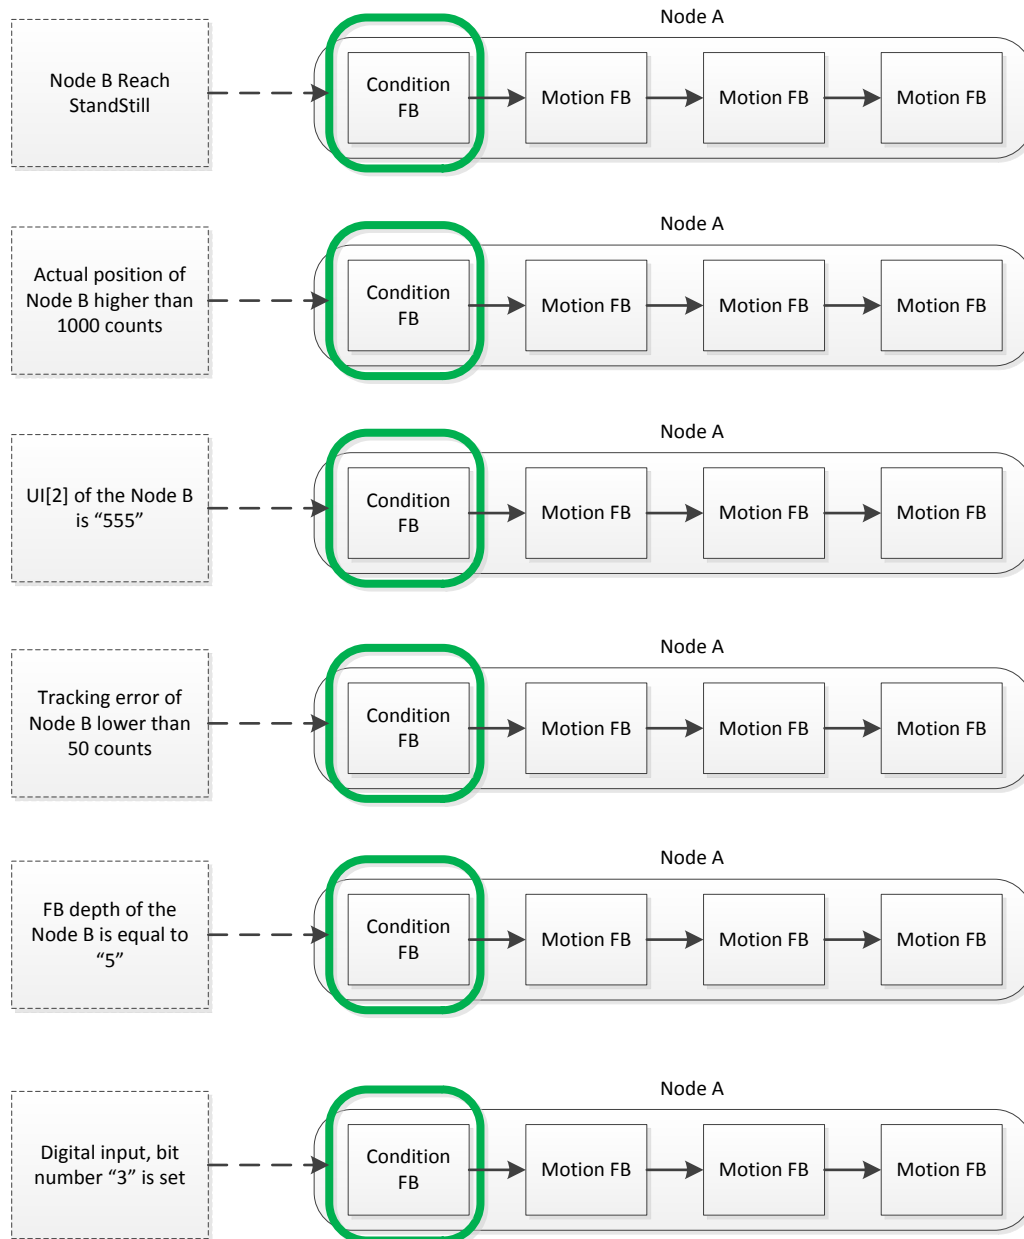 Node A
Node B Reach
StandStill
Condition
FB
Motion FB
Motion FB
Motion FB
Node A
Actual position of
Node B higher than
1000 counts
Condition
FB
Motion FB
Motion FB
Motion FB
Node A
UI[2] of the Node B
is “555”
Condition
FB
Motion FB
Motion FB
Motion FB
Node A
Tracking error of
Node B lower than
50 counts
Condition
FB
Motion FB
Motion FB
Motion FB
Node A
FB depth of the
Node B is equal to
“5”
Condition
FB
Motion FB
Motion FB
Motion FB
Node A
Digital input, bit
number “3” is set
Condition
FB
Motion FB
Motion FB
Motion FB